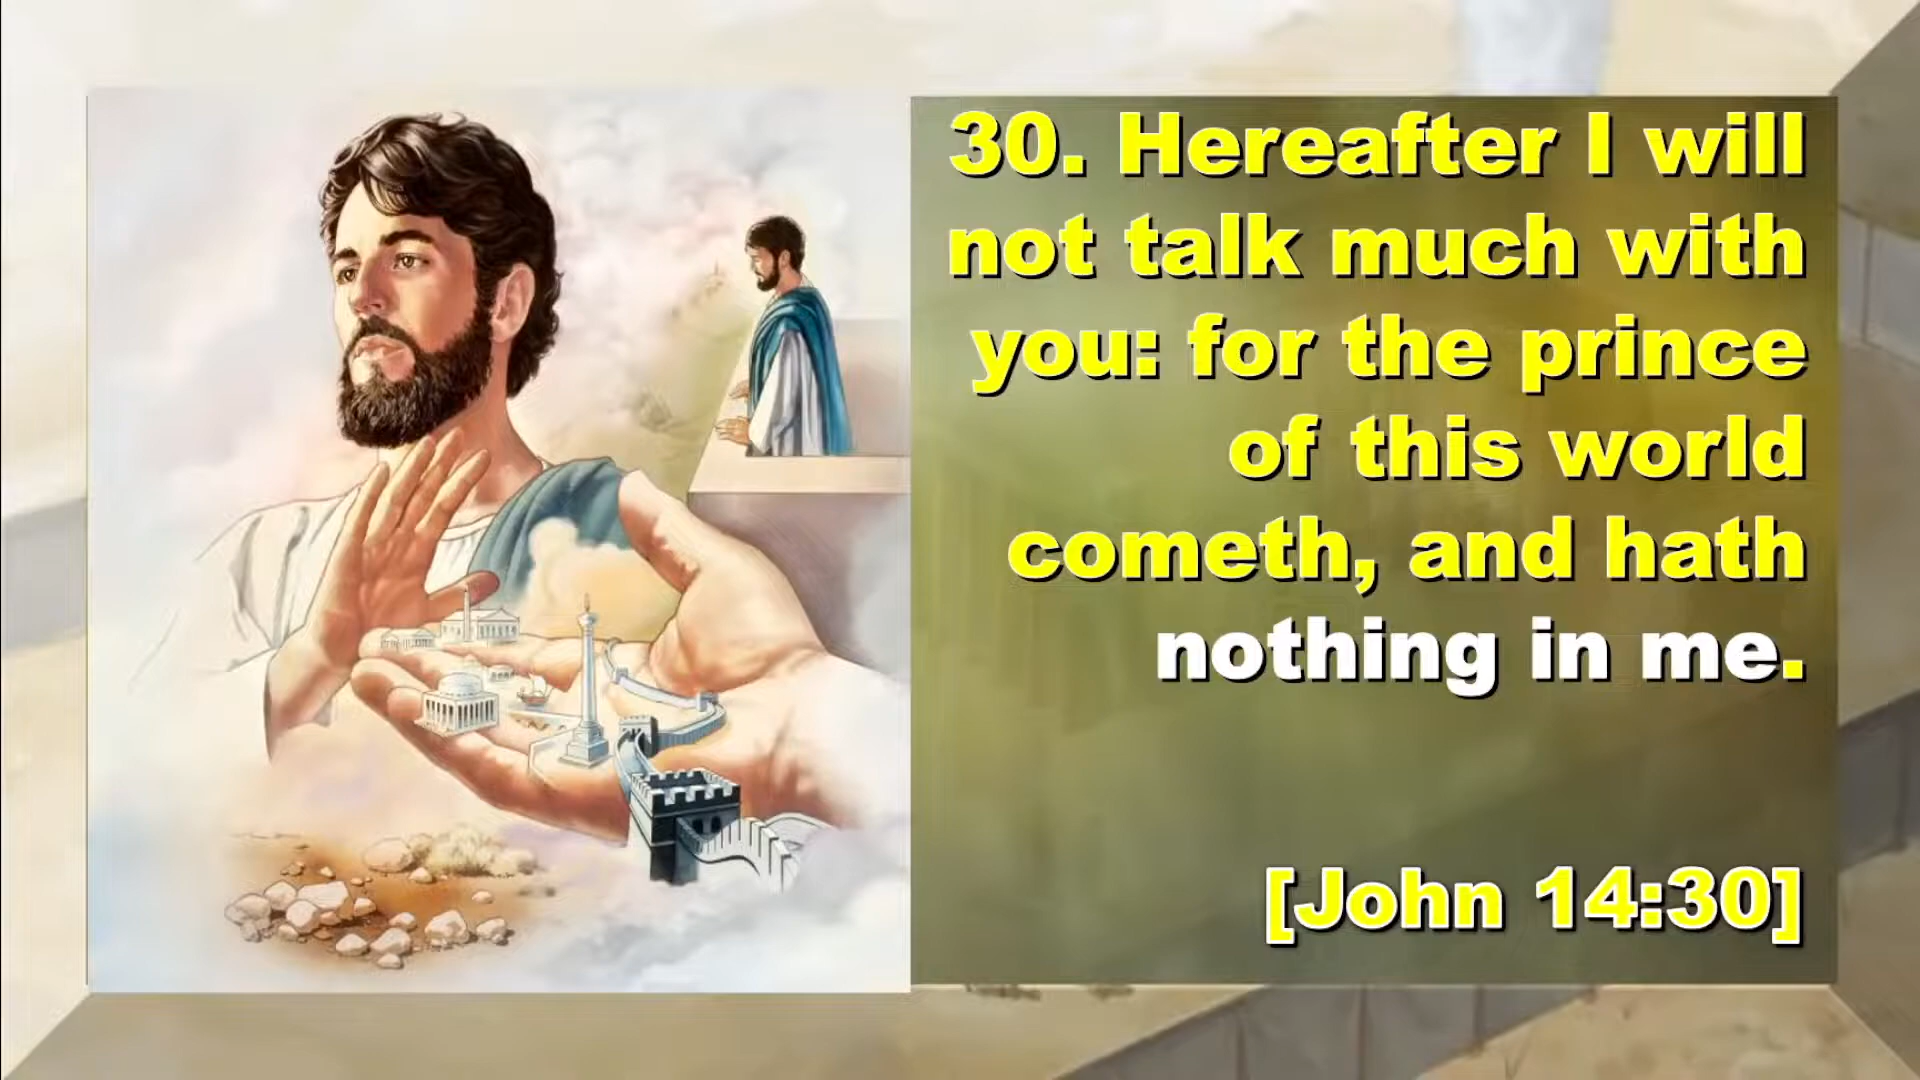 30. Hereafter I will
not talk much with
you: for the prince
of this world
cometh, and hath
nothing in me.
[John 14:30]